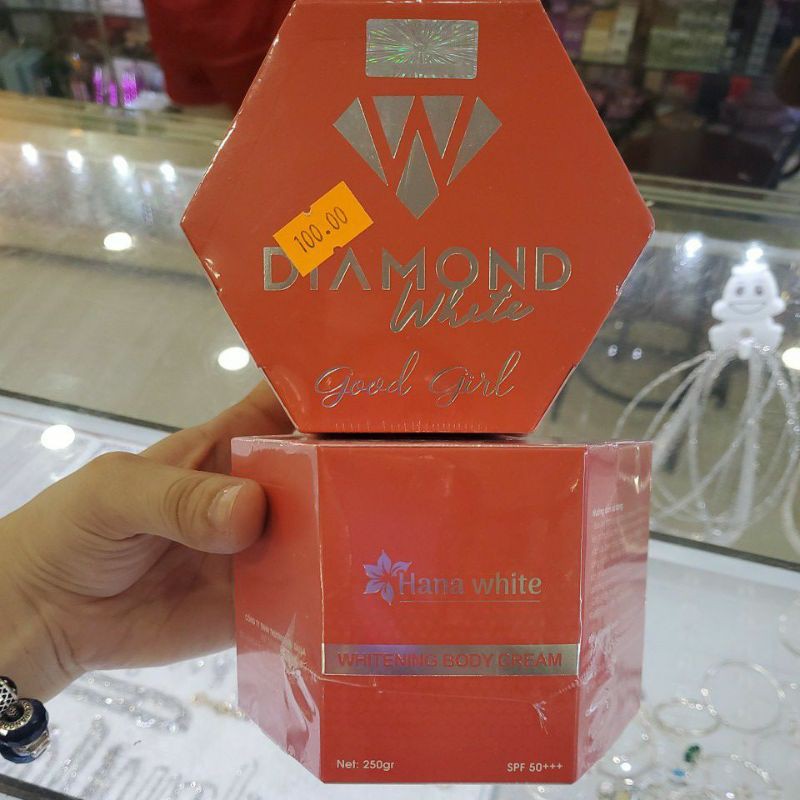 W
100.00
DIAMOND
White
Good Girl
Hana white
WHITENING BODY CREAM
Net: 250gr
SPF 50+++